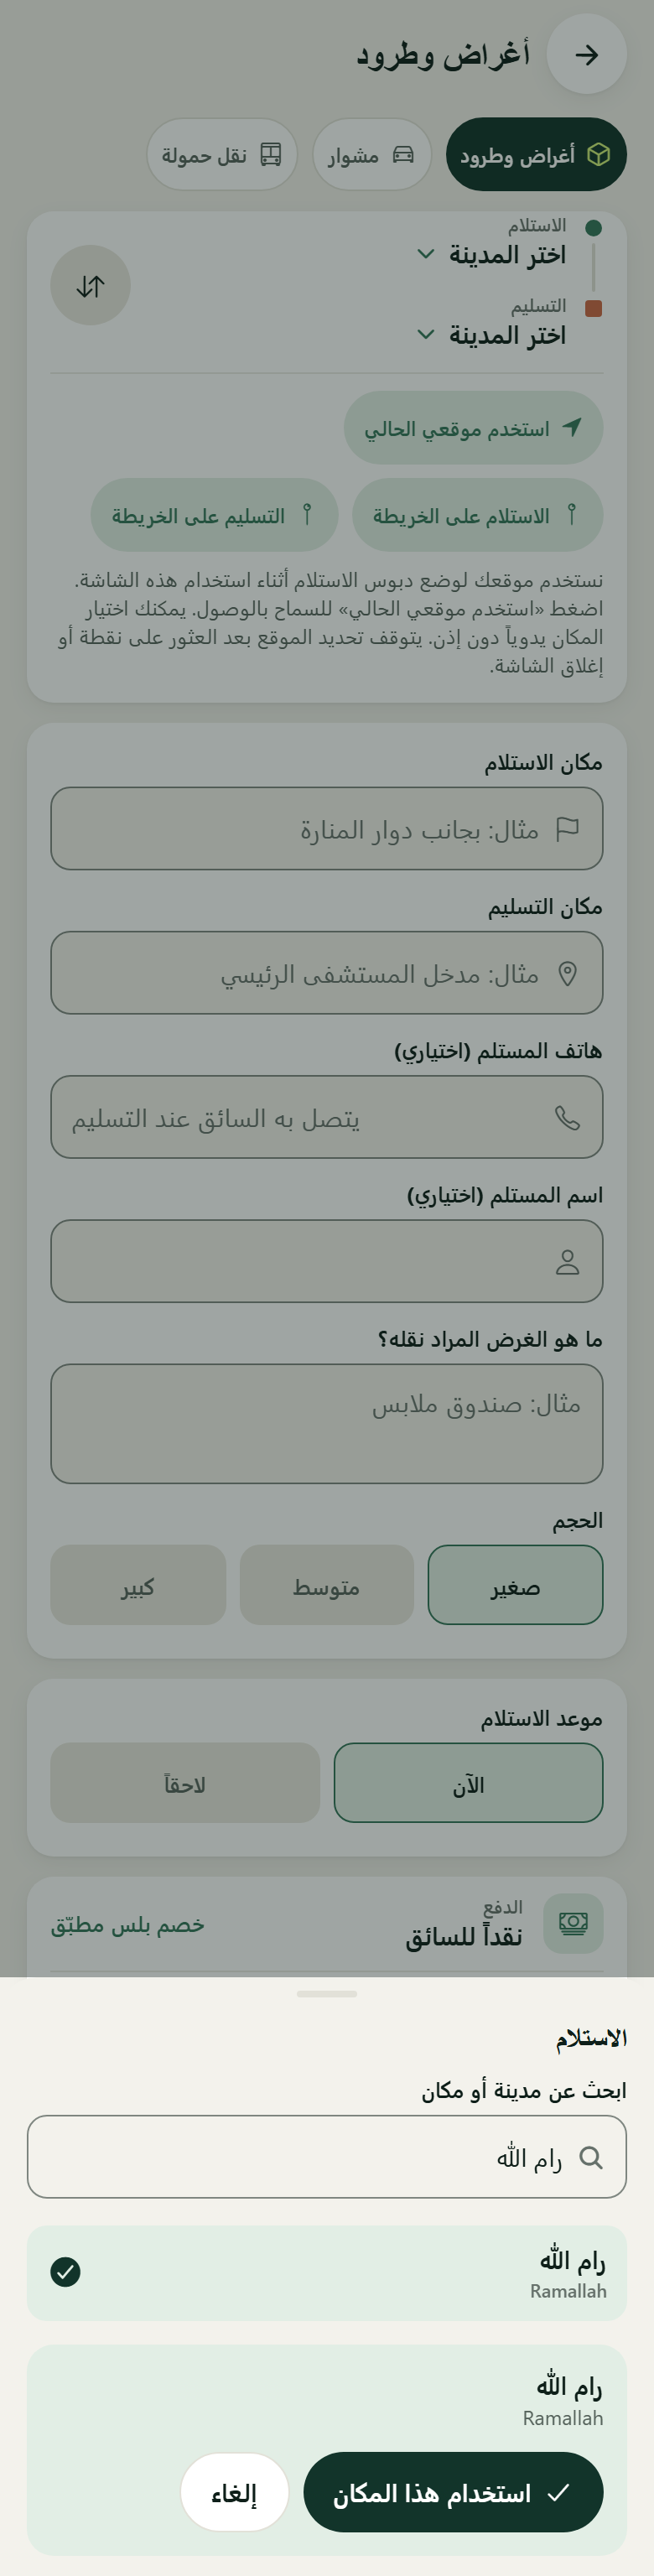 أغراض وطرود
أغراض وطرود
مشوار
نقل حمولة
الاستلام
اختر المدينة
التسليم
اختر المدينة
استخدم موقعي الحالي
الاستلام على الخريطة
التسليم على الخريطة
نستخدم موقعك لوضع دبوس الاستلام أثناء استخدام هذه الشاشة.
اضغط «استخدم موقعي الحالي» للسماح بالوصول. يمكنك اختيار
المكان يدوياً دون إذن. يتوقف تحديد الموقع بعد العثور على نقطة أو
إغلاق الشاشة.
مكان الاستلام
مثال: بجانب دوار المنارة
مكان التسليم
مثال: مدخل المستشفى الرئيسي
هاتف المستلم (اختياري)
يتصل به السائق عند التسليم
اسم المستلم (اختياري)
ما هو الغرض المراد نقله؟
مثال: صندوق ملابس
الحجم
صغير
متوسط
كبير
موعد الاستلام
الآن
لاحقاً
الدفع
نقداً للسائق
خصم بلس مطبّق
الاستلام
ابحث عن مدينة أو مكان
رام الله
رام الله
Ramallah
رام الله
Ramallah
استخدام هذا المكان
إلغاء